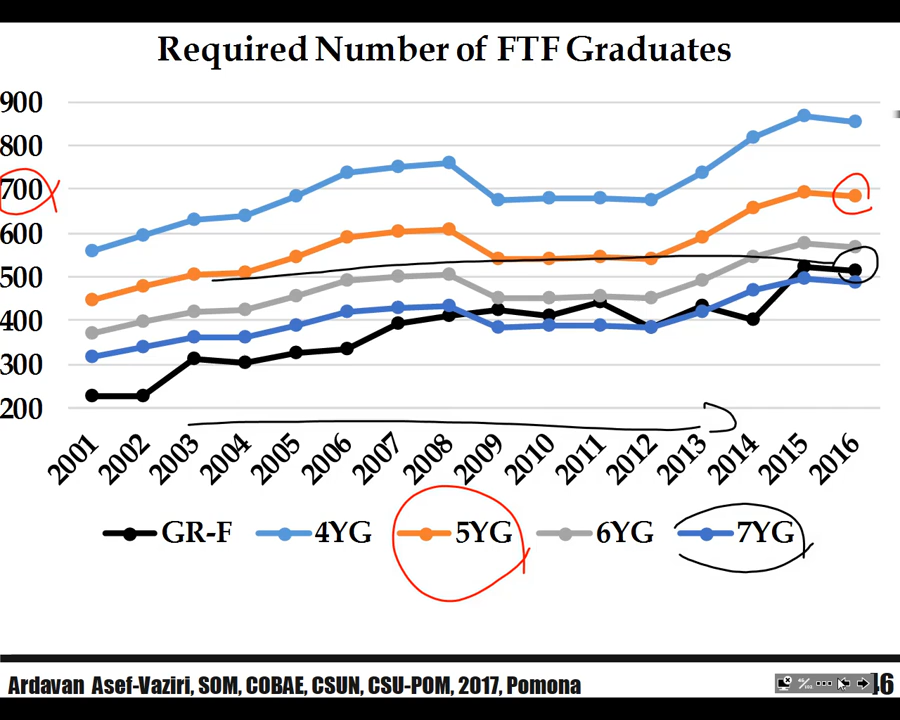 Required Number of FTF Graduates
900
800
700
600
500
400
300
200
2001 2002 2003 2004 2005 2006 2007 2008 2009 2010 2011 2012 2013 2014 2015 2016
GR-F 4YG 5YG 6YG 7YG
Ardavan Asef-Vaziri, SOM, COBAE, CSUN, CSU-POM, 2017, Pomona